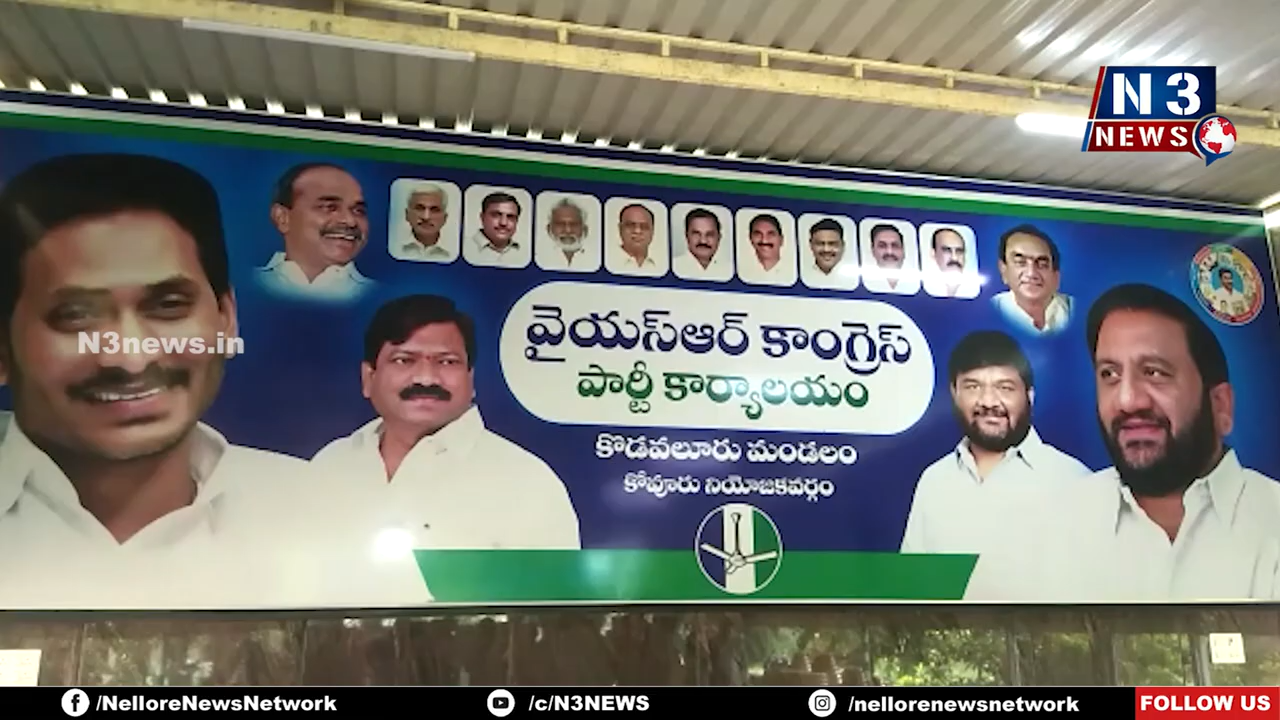 N3
NEWS
N3news.in
వైయస్ఆర్ కాంగ్రెస్
పార్టీ కార్యాలయం
కొడవలూరు మండలం
కోవూరు నియోజకవర్గం
/NelloreNewsNetwork
/c/N3NEWS
/nellorenewsnetwork
FOLLOW US